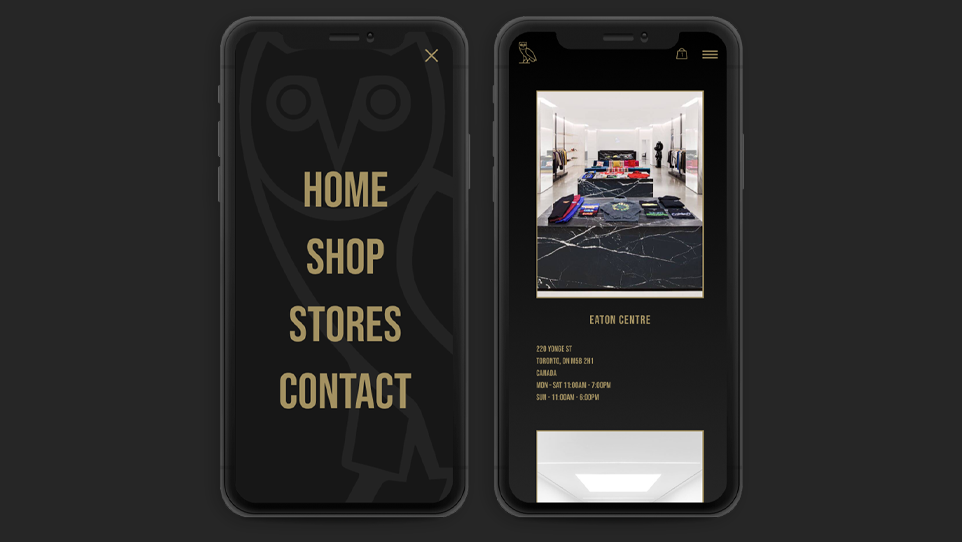 HOME
SHOP
STORES
CONTACT
EATON CENTRE
220 YONGE ST
TORONTO, ON M5B 2H1
CANADA
MON - SAT 11:00AM - 7:00PM
SUN - 11:00AM - 6:00PM